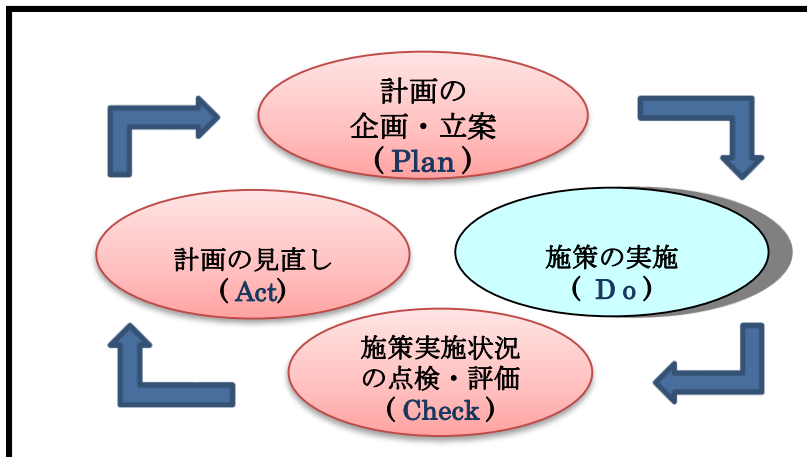 計画の
企画・立案
(Plan)
施策の実施
( D o )
施策実施状況
の点検・評価
(Check)
計画の見直し
(Act)